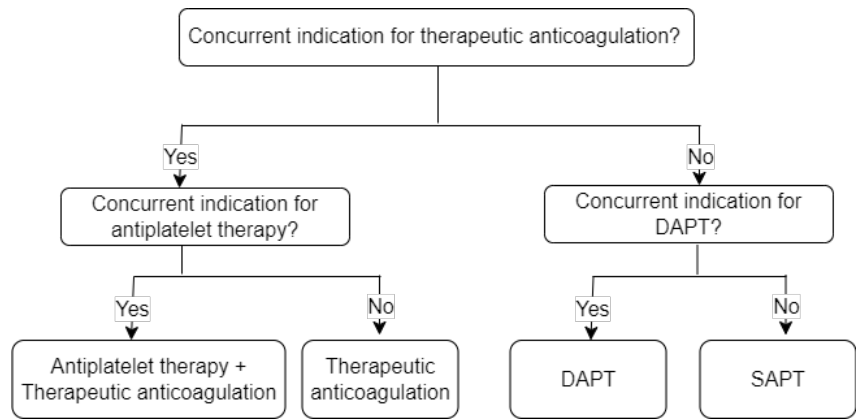 Concurrent indication for therapeutic anticoagulation?
Yes
No
Concurrent indication for
antiplatelet therapy?
Concurrent indication for
DAPT?
Yes
No
Yes
No
Antiplatelet therapy +
Therapeutic anticoagulation
Therapeutic
anticoagulation
DAPT
SAPT